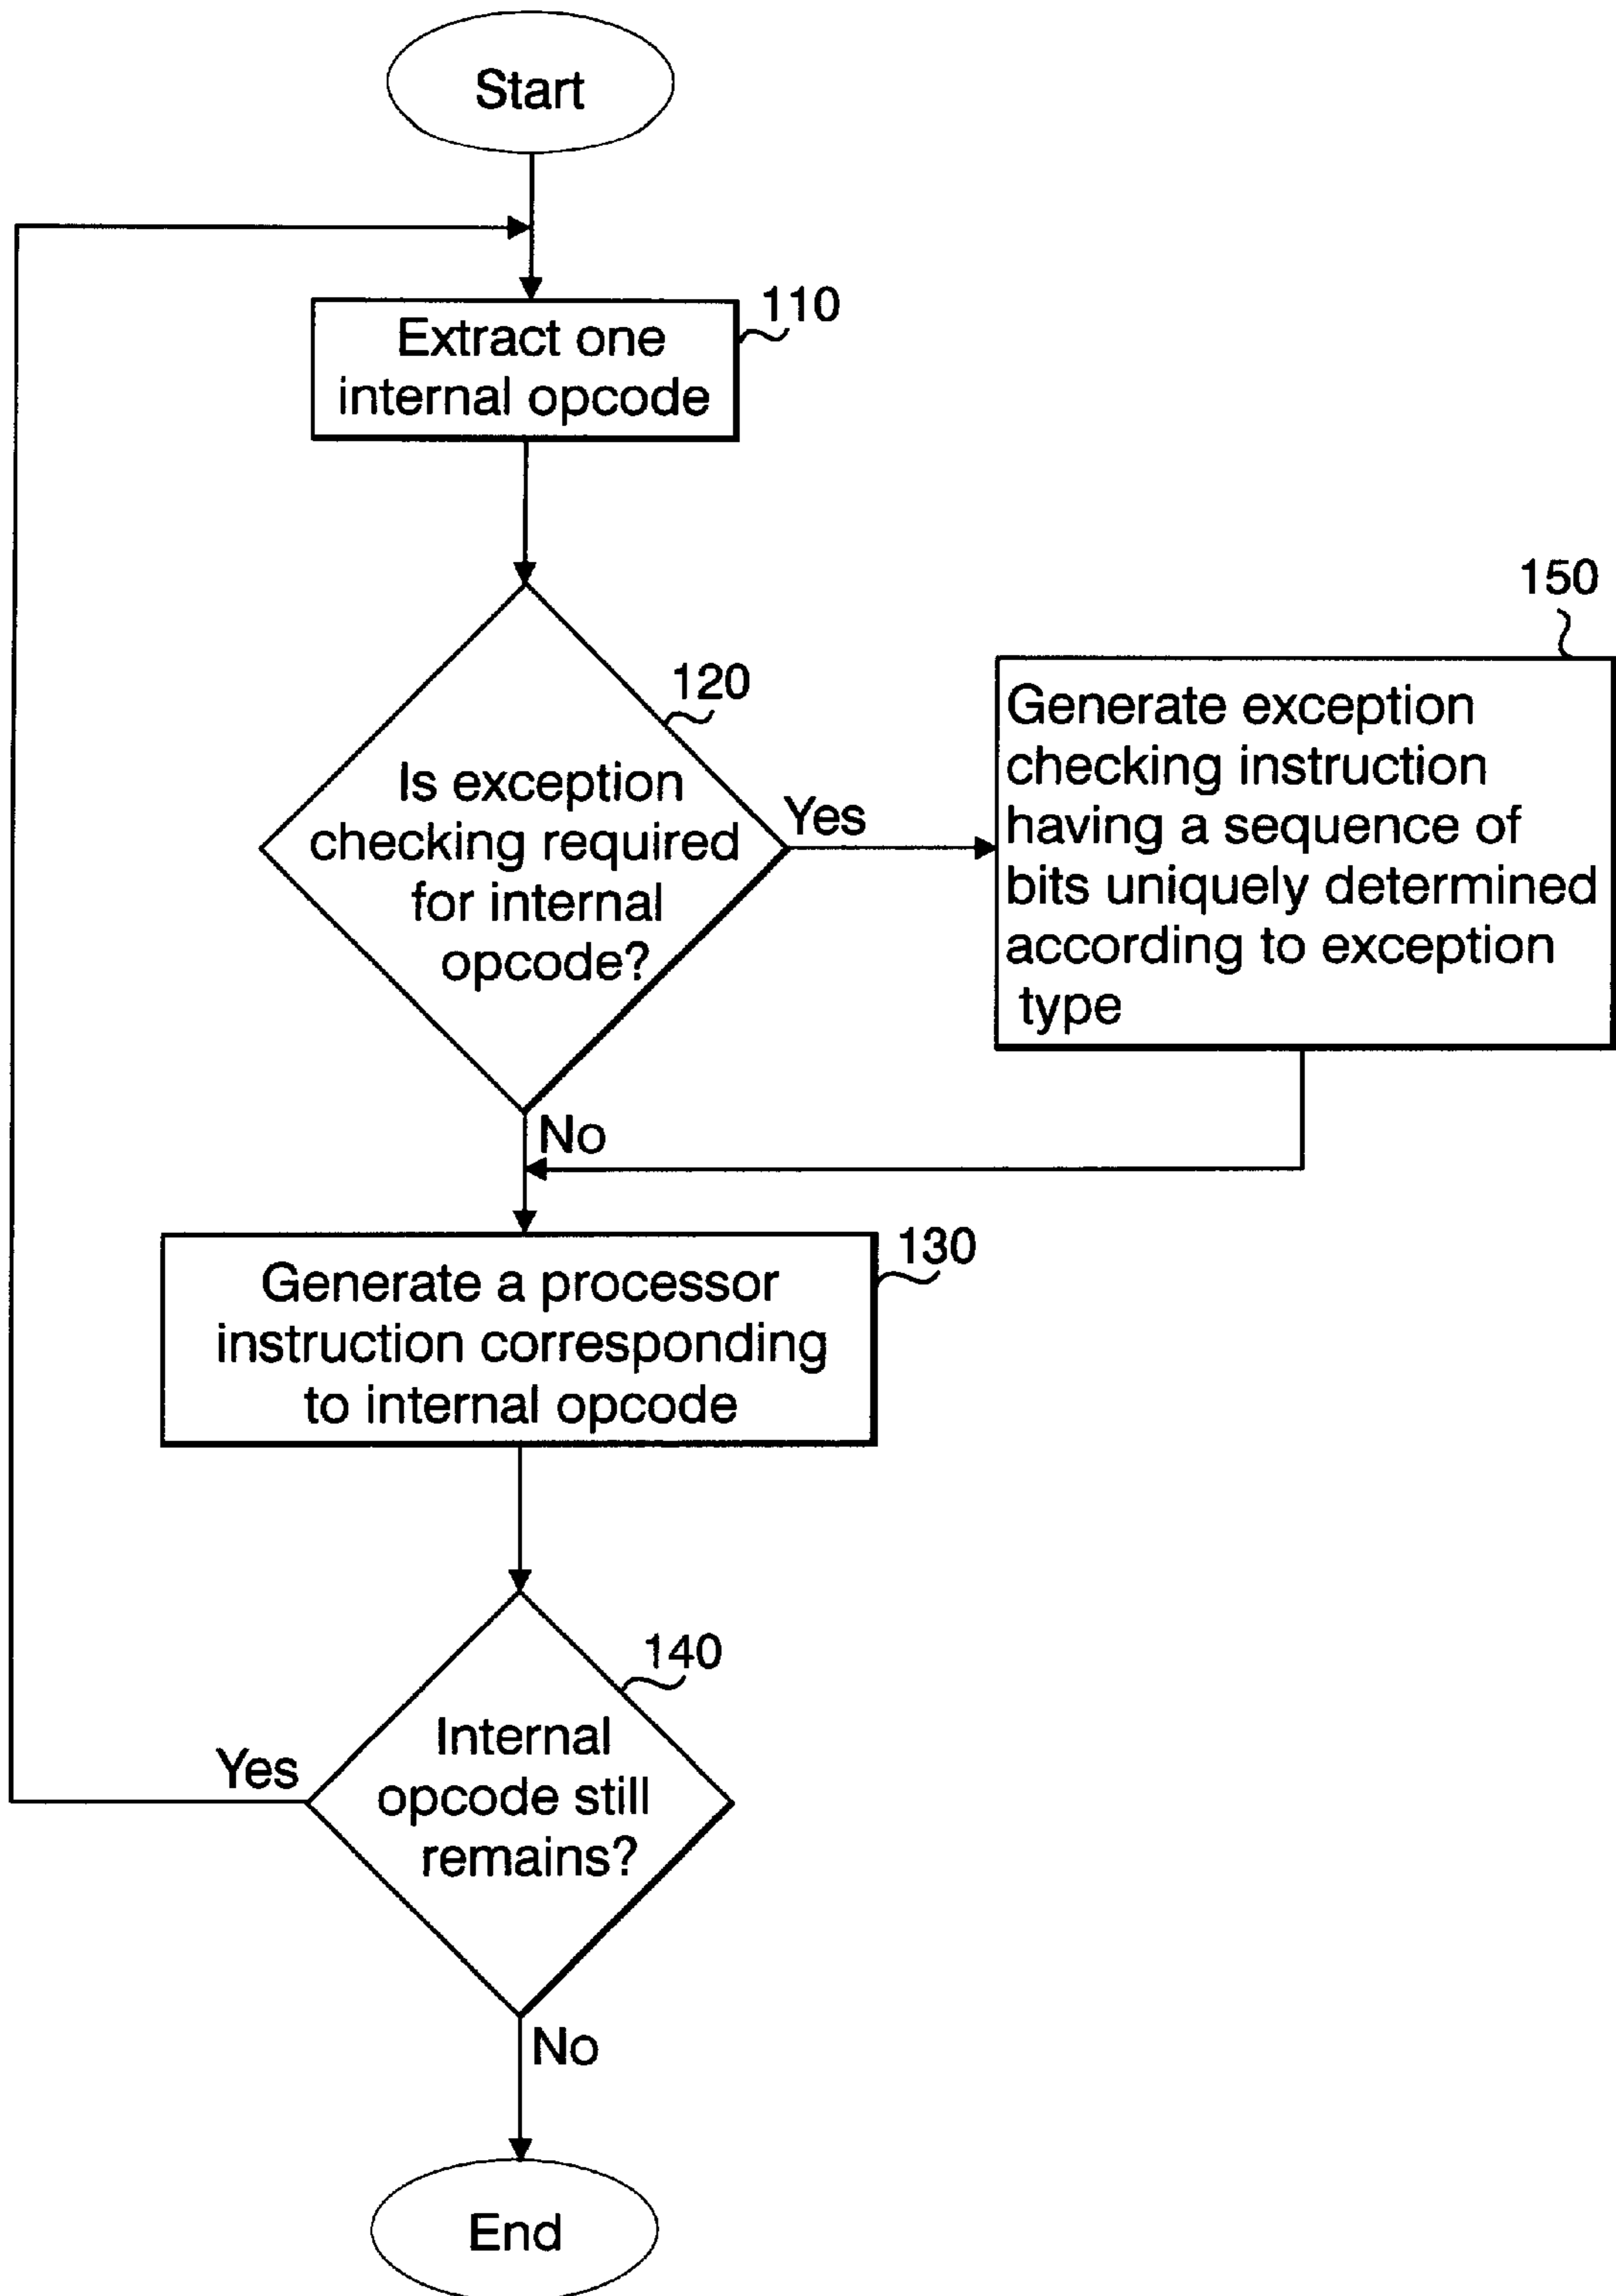 Start
110
Extract one
internal opcode
120
Is exception
checking required
for internal
opcode?
Yes
150
Generate exception
checking instruction
having a sequence of
bits uniquely determined
according to exception
type
No
130
Generate a processor
instruction corresponding
to internal opcode
140
Internal
opcode still
remains?
Yes
No
End